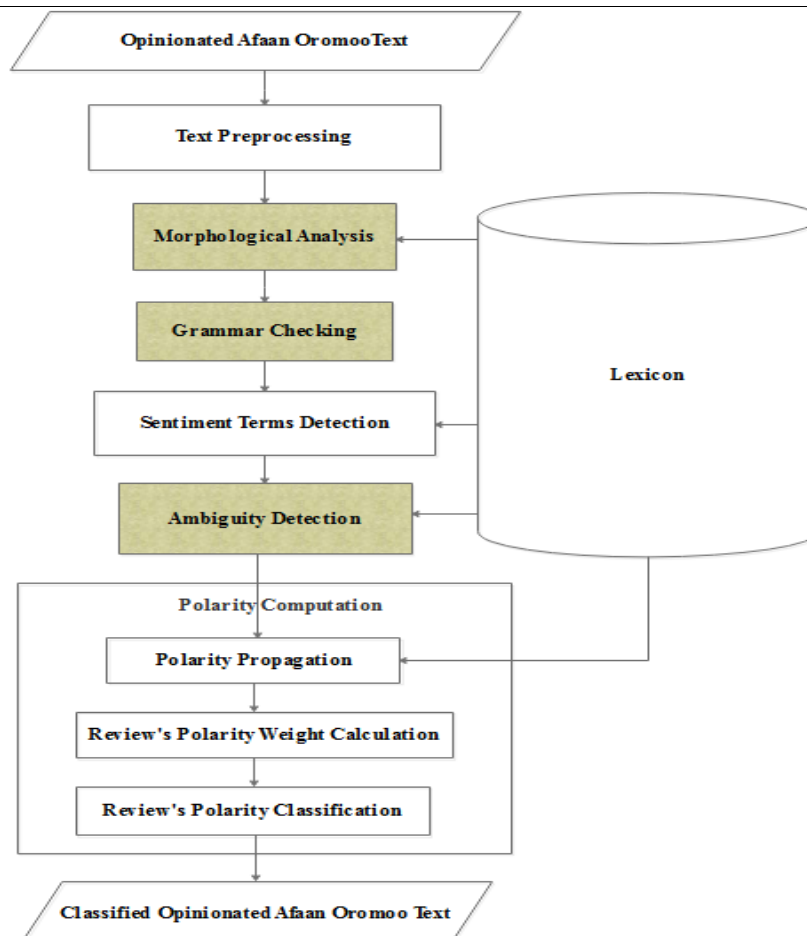 Opinionated Afaan OromooText
Text Preprocessing
Morphological Analysis
Grammar Checking
Lexicon
Sentiment Terms Detection
Ambiguity Detection
Polarity Computation
Polarity Propagation
Review's Polarity Weight Calculation
Review's Polarity Classification
Classified Opinionated Afaan Oromoo Text